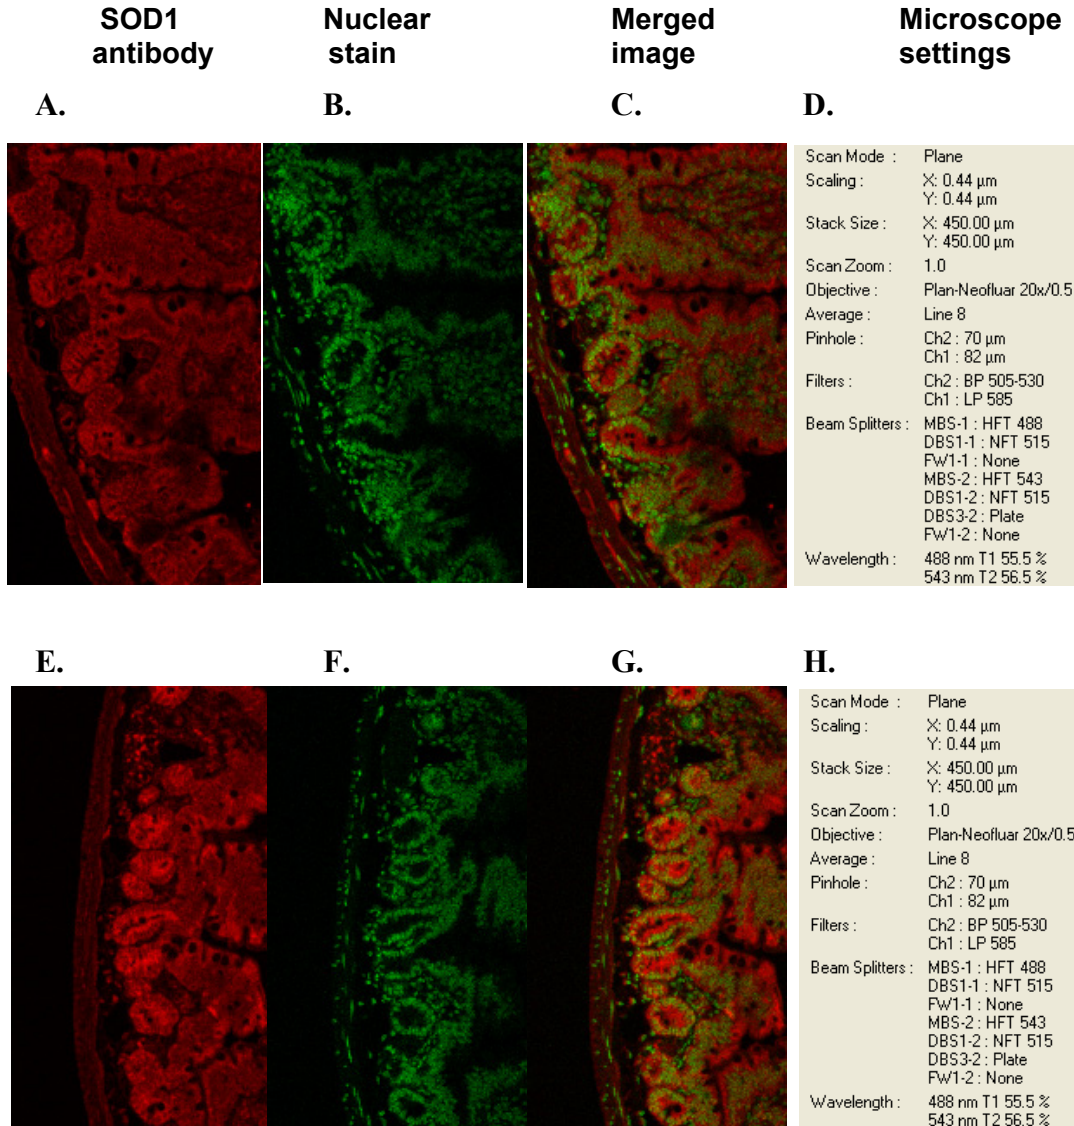 SOD1 antibody
Nuclear stain
Merged image
Microscope settings
A.
B.
C.
D.
Scan Mode : Plane
Scaling : X: 0.44 µm
Y: 0.44 µm
Stack Size : X: 450.00 µm
Y: 450.00 µm
Scan Zoom : 1.0
Objective : Plan-Neofluar 20x/0.5
Average : Line 8
Pinhole : Ch2 : 70 µm
Ch1 : 82 µm
Filters : Ch2 : BP 505-530
Ch1 : LP 585
Beam Splitters : MBS-1 : HFT 488
DBS1-1 : NFT 515
FW1-1 : None
MBS-2 : HFT 543
DBS1-2 : NFT 515
DBS3-2 : Plate
FW1-2 : None
Wavelength : 488 nm T1 55.5 %
543 nm T2 56.5 %
E.
F.
G.
H.
Scan Mode : Plane
Scaling : X: 0.44 µm
Y: 0.44 µm
Stack Size : X: 450.00 µm
Y: 450.00 µm
Scan Zoom : 1.0
Objective : Plan-Neofluar 20x/0.5
Average : Line 8
Pinhole : Ch2 : 70 µm
Ch1 : 82 µm
Filters : Ch2 : BP 505-530
Ch1 : LP 585
Beam Splitters : MBS-1 : HFT 488
DBS1-1 : NFT 515
FW1-1 : None
MBS-2 : HFT 543
DBS1-2 : NFT 515
DBS3-2 : Plate
FW1-2 : None
Wavelength : 488 nm T1 55.5 %
543 nm T2 56.5 %